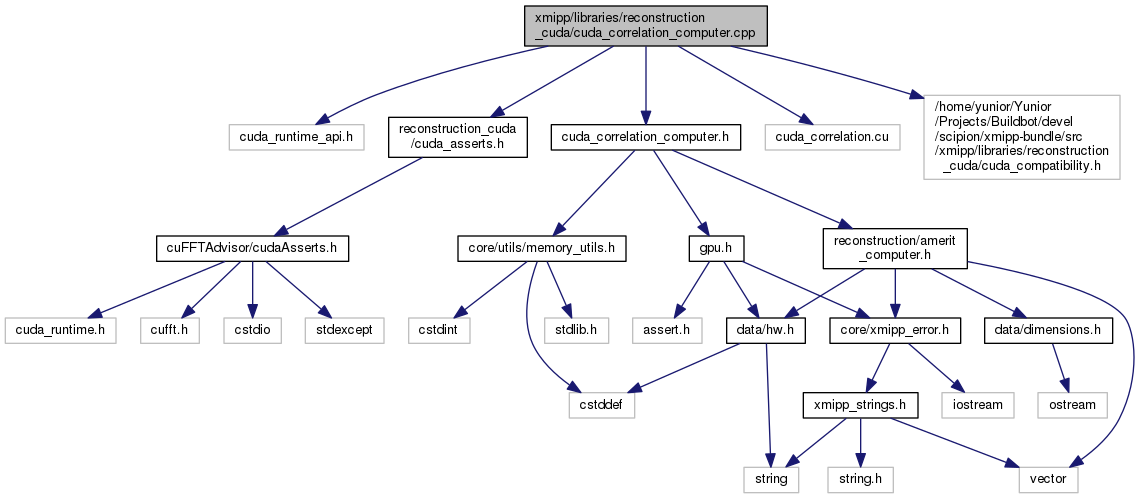 xmipp/libraries/reconstruction
_cuda/cuda_correlation_computer.cpp
cuda_runtime_api.h
reconstruction_cuda
/cuda_asserts.h
cuda_correlation_computer.h
cuda_correlation.cu
/home/yunior/Yunior
/Projects/Buildbot/devel
/scipion/xmipp-bundle/src
/xmipp/libraries/reconstruction
_cuda/cuda_compatibility.h
cuFFTAdvisor/cudaAsserts.h
core/utils/memory_utils.h
gpu.h
reconstruction/amerit
_computer.h
cuda_runtime.h
cufft.h
cstdio
stdexcept
cstdint
stdlib.h
assert.h
data/hw.h
core/xmipp_error.h
data/dimensions.h
cstddef
xmipp_strings.h
iostream
ostream
string
string.h
vector